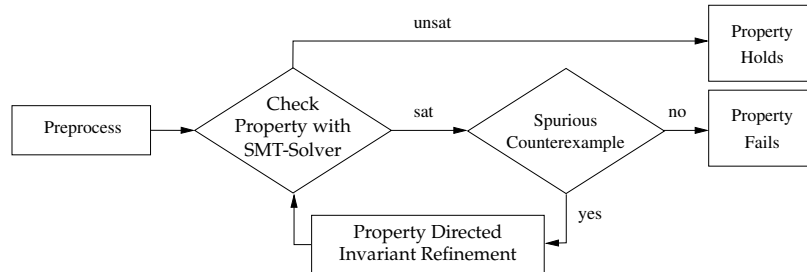 unsat
Property
Holds
Preprocess
Check
Property with
SMT-Solver
sat
Spurious
Counterexample
no
Property
Fails
yes
Property Directed
Invariant Refinement